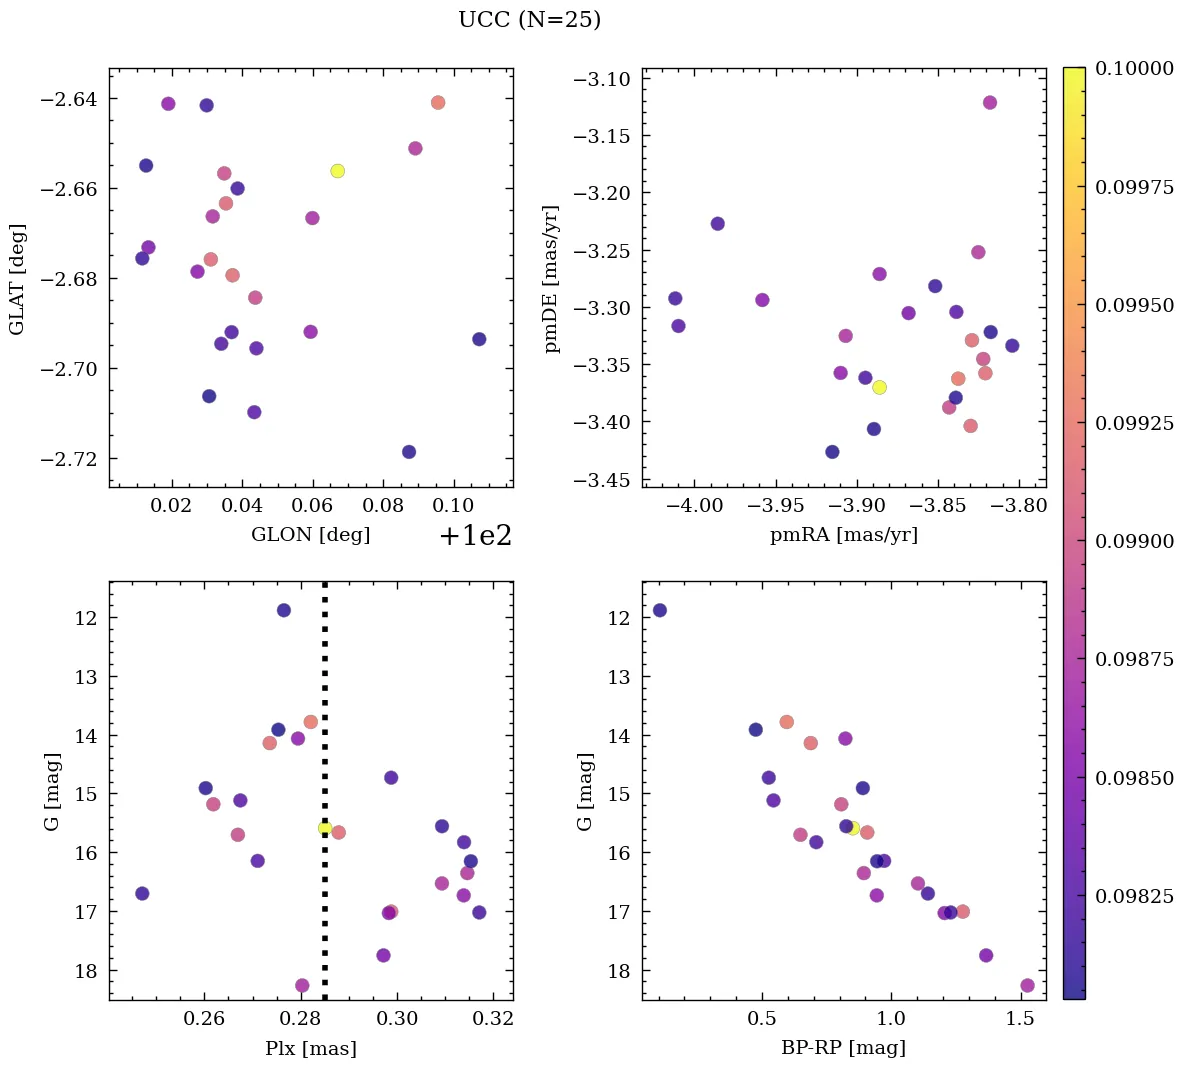 UCC (N=25)
−2.64
−2.66
−2.68
−2.70
−2.72
GLAT [deg]
0.02 0.04 0.06 0.08 0.10
GLON [deg]
+1e2
−3.10
−3.15
−3.20
−3.25
−3.30
−3.35
−3.40
−3.45
pmDE [mas/yr]
−4.00 −3.95 −3.90 −3.85 −3.80
pmRA [mas/yr]
12
13
14
15
16
17
18
G [mag]
0.26 0.28 0.30 0.32
Plx [mas]
12
13
14
15
16
17
18
G [mag]
0.5 1.0 1.5
BP-RP [mag]
0.10000
0.09975
0.09950
0.09925
0.09900
0.09875
0.09850
0.09825